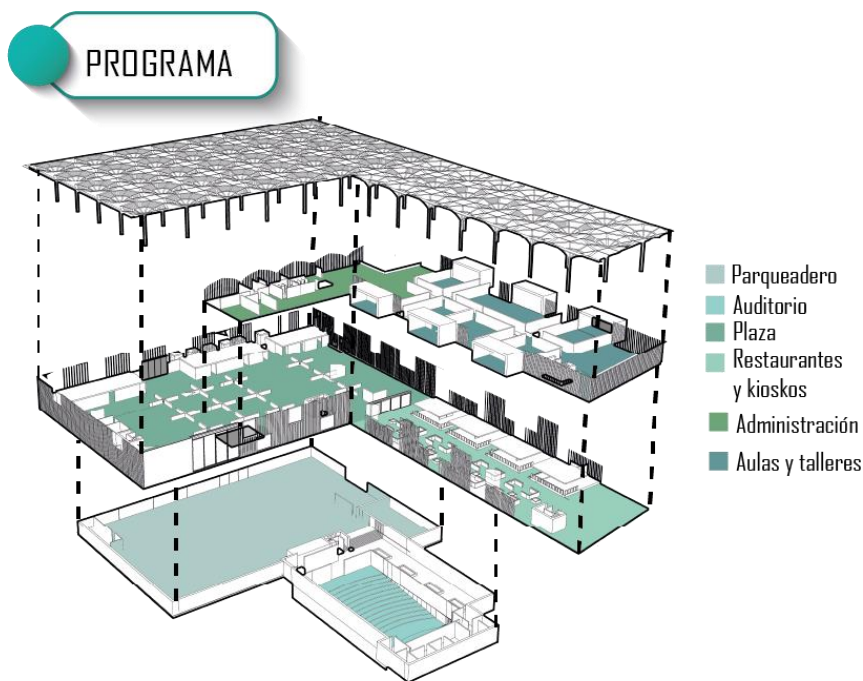 PROGRAMA
Parqueadero
Auditorio
Plaza
Restaurantes
y kioskos
Administración
Aulas y talleres